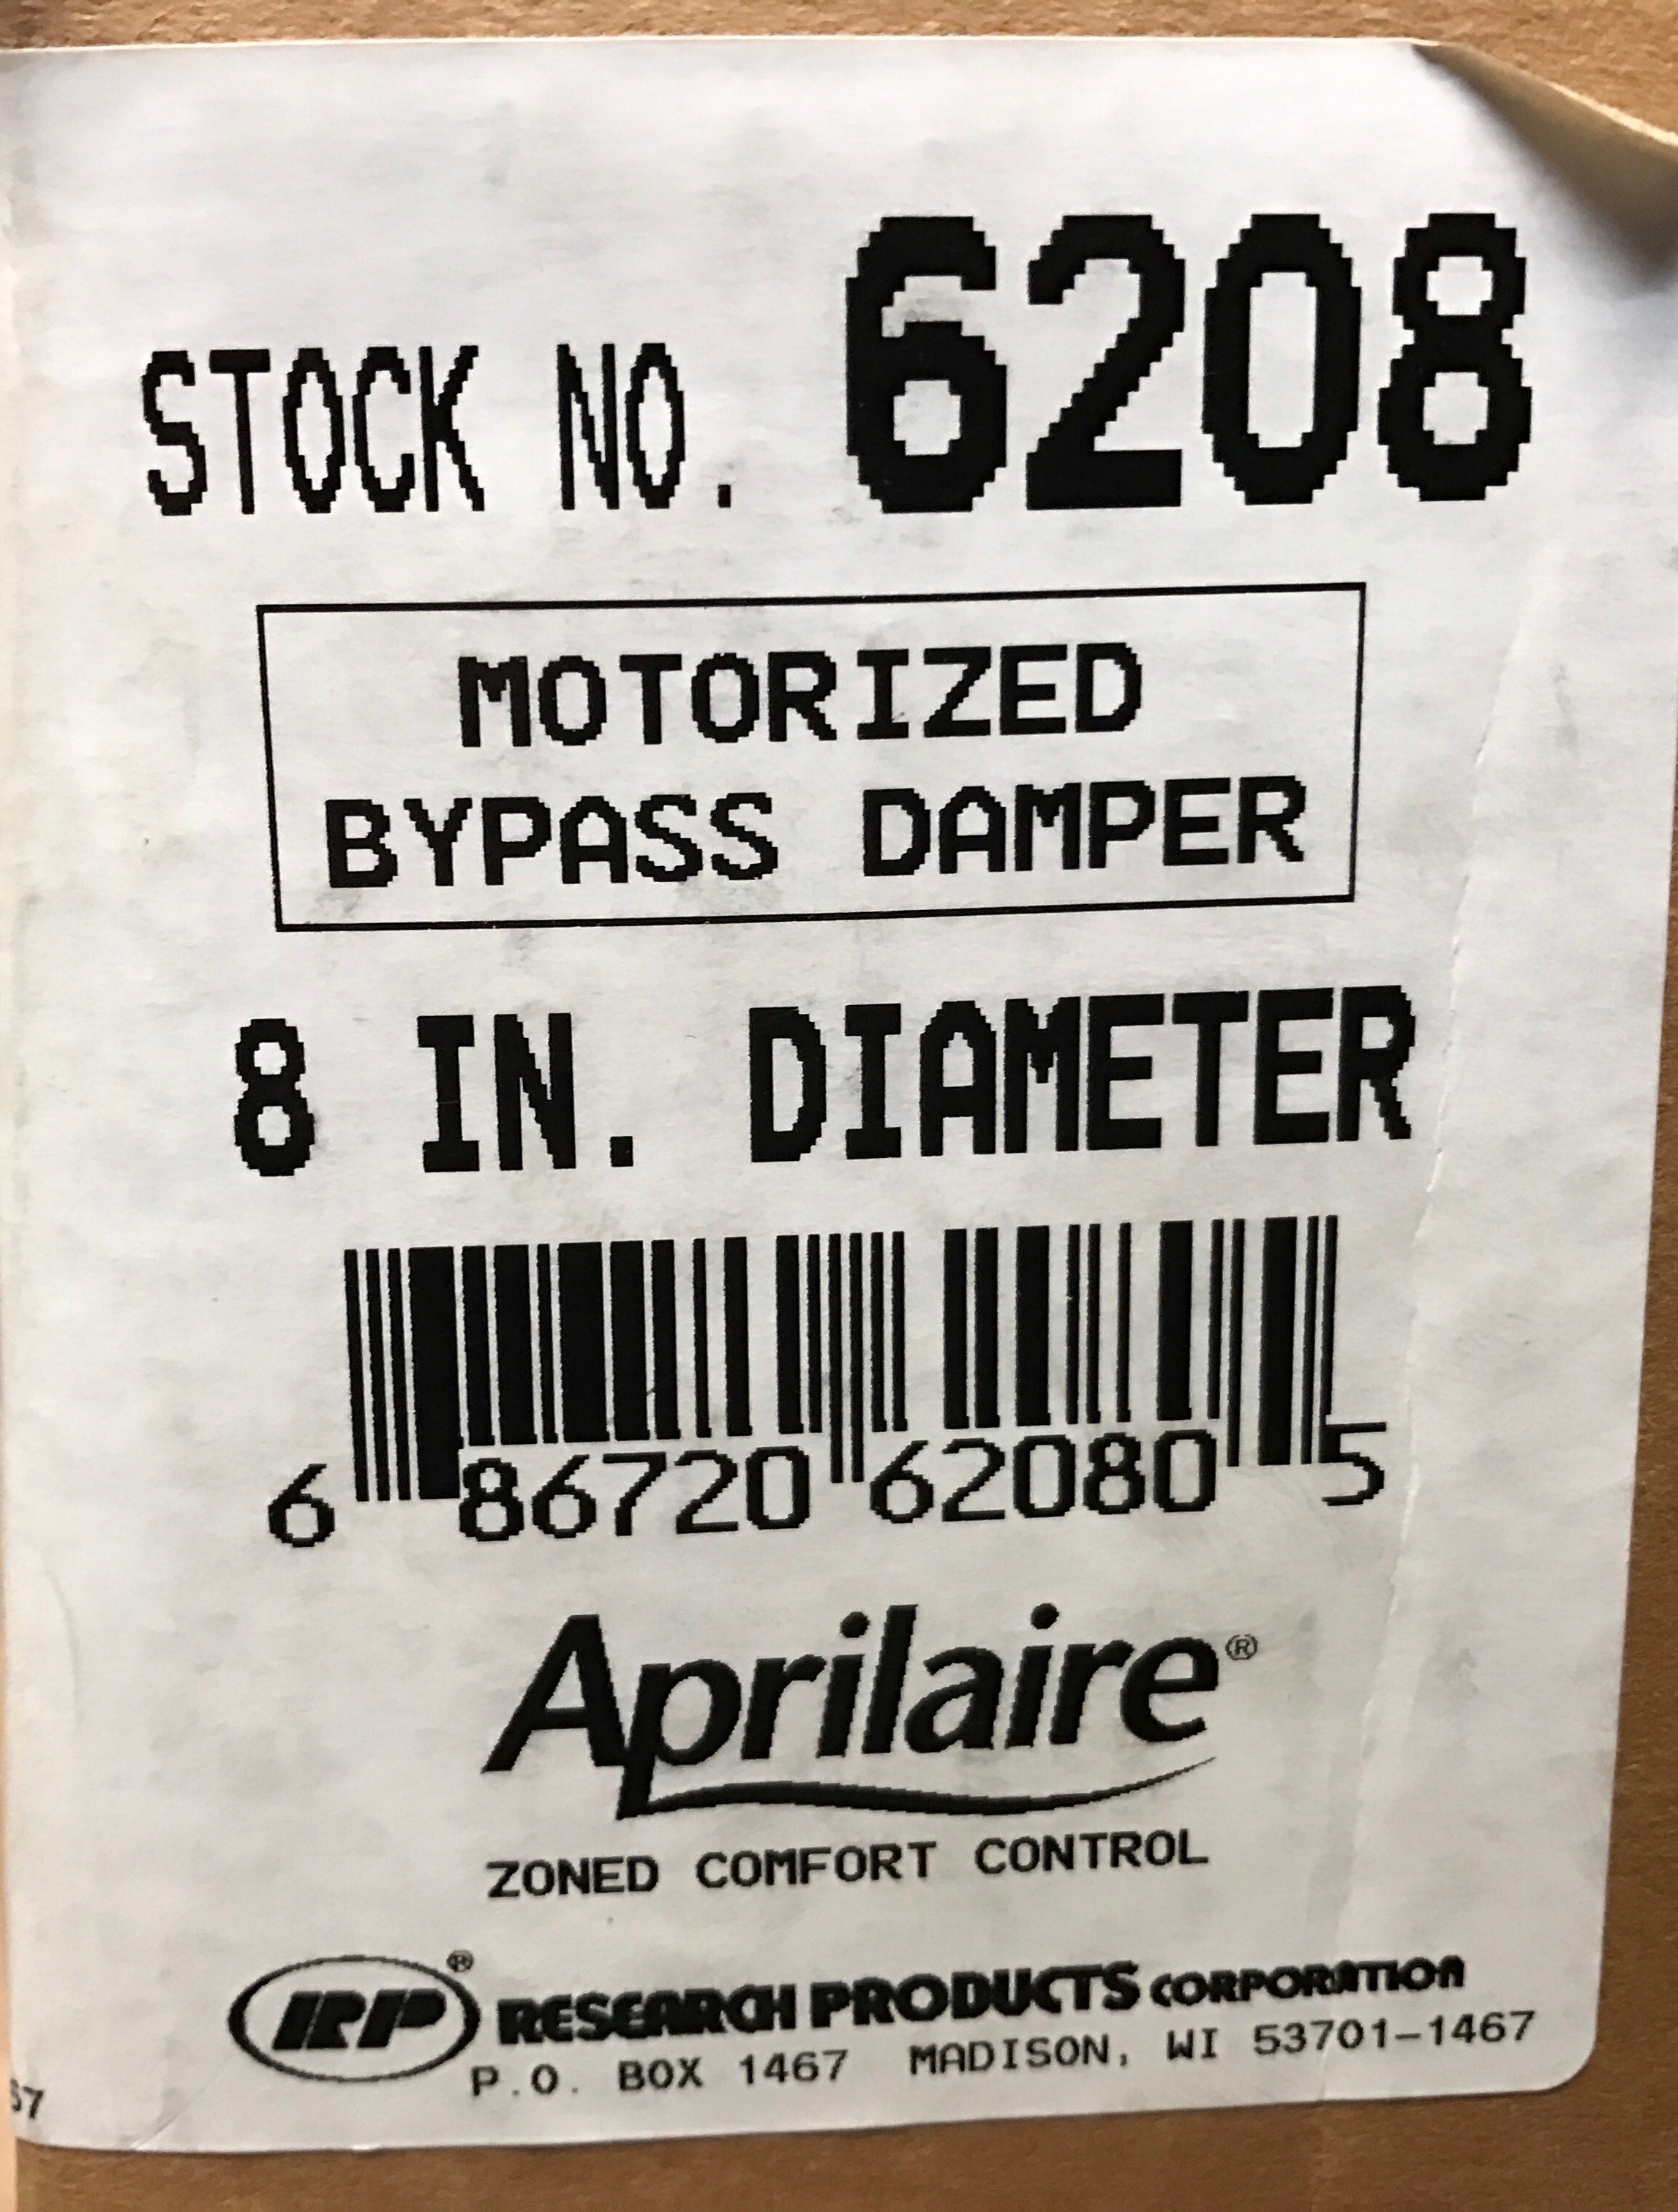 STOCK NO. 6208
MOTORIZED
BYPASS DAMPER
8 IN. DIAMETER
6 86720 62080 5
Aprilaire®
ZONED COMFORT CONTROL
RP® RESEARCH PRODUCTS CORPORATION
P.O. BOX 1467 MADISON, WI 53701-1467